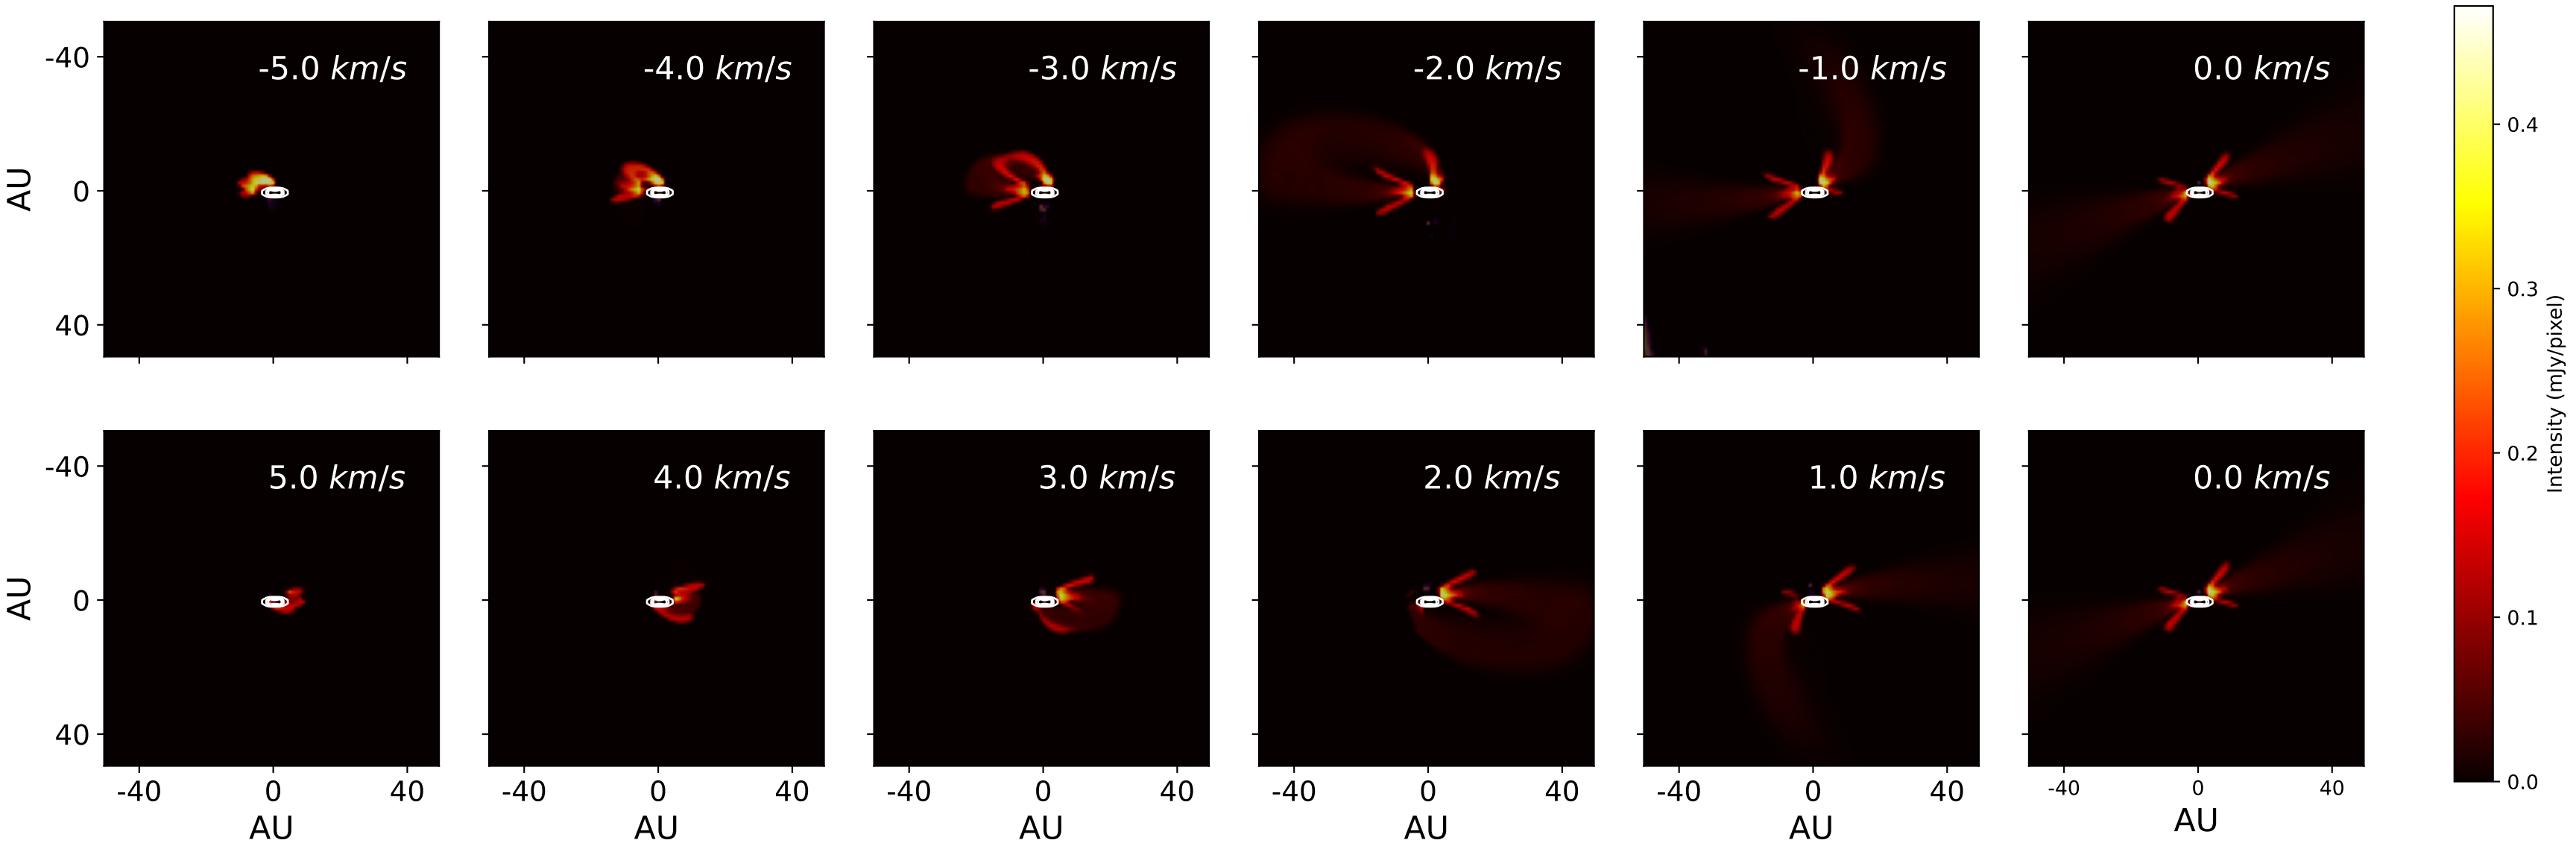 -5.0 km/s
-4.0 km/s
-3.0 km/s
-2.0 km/s
-1.0 km/s
0.0 km/s
-40
0
40
AU
5.0 km/s
4.0 km/s
3.0 km/s
2.0 km/s
1.0 km/s
0.0 km/s
-40
0
40
AU
-40 0 40
-40 0 40
-40 0 40
-40 0 40
-40 0 40
-40 0 40
AU
AU
AU
AU
AU
AU
0.4
0.3
0.2
0.1
0.0
Intensity (mJy/pixel)